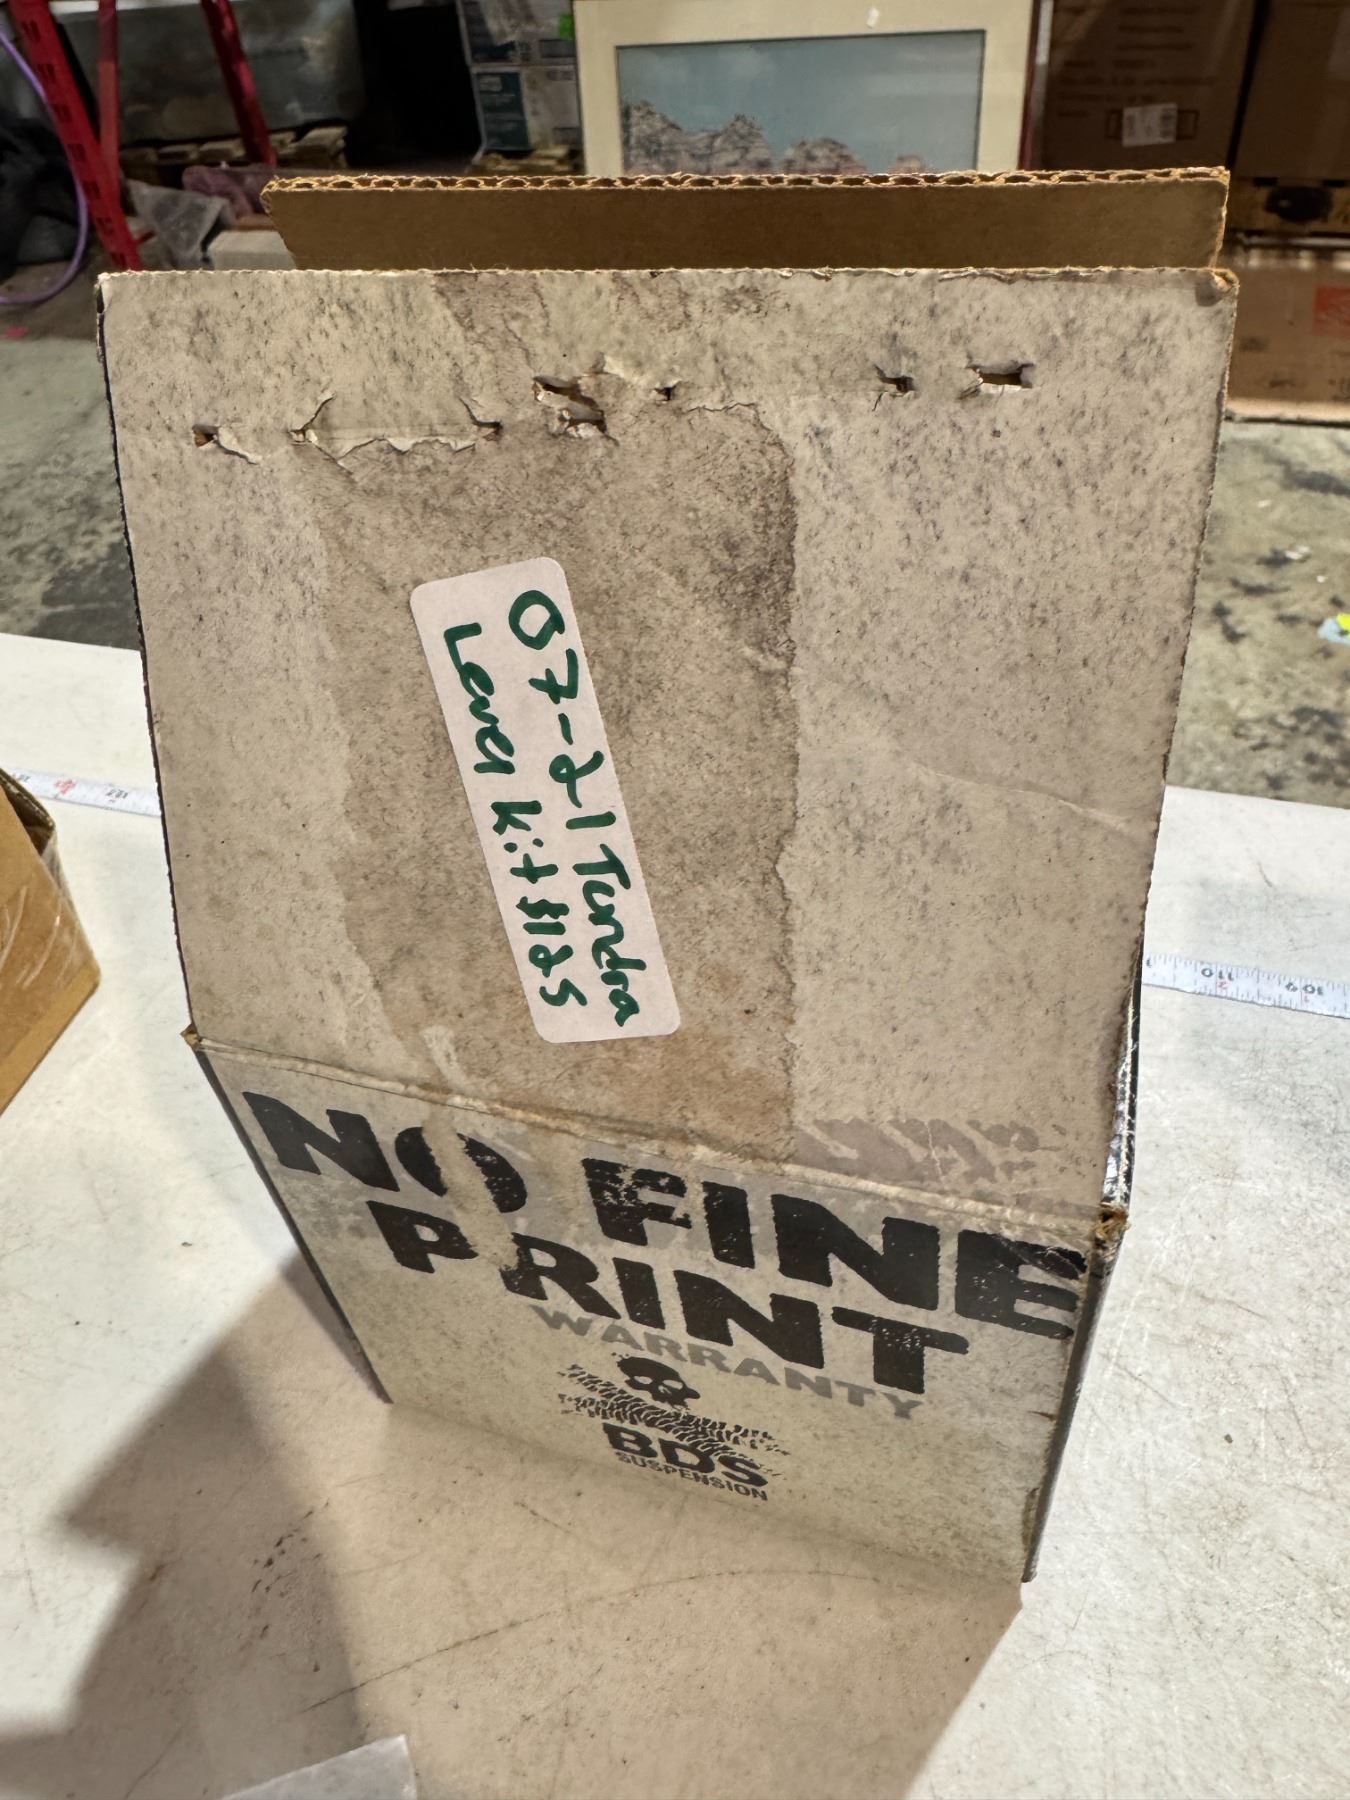 07-21 Tundra
Level Kit $125
NO FINE
PRINT
WARRANTY
BDS
SUSPENSION